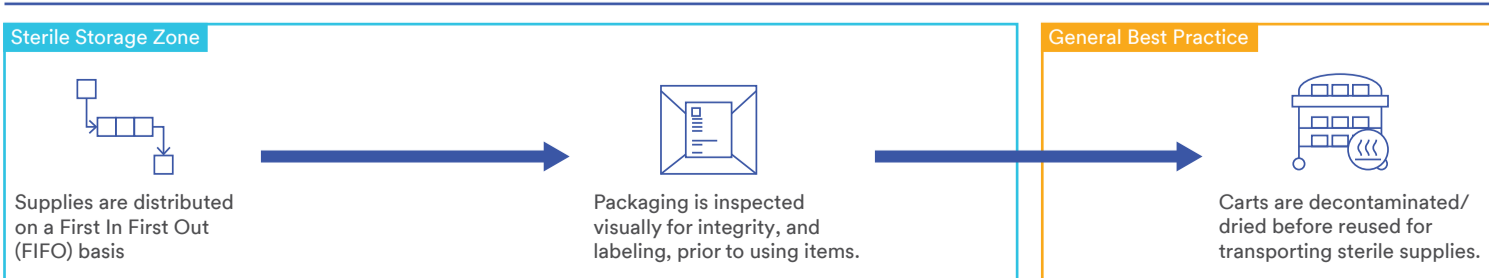 Sterile Storage Zone
Supplies are distributed
on a First In First Out
(FIFO) basis
Packaging is inspected
visually for integrity, and
labeling, prior to using items.
General Best Practice
Carts are decontaminated/
dried before reused for
transporting sterile supplies.